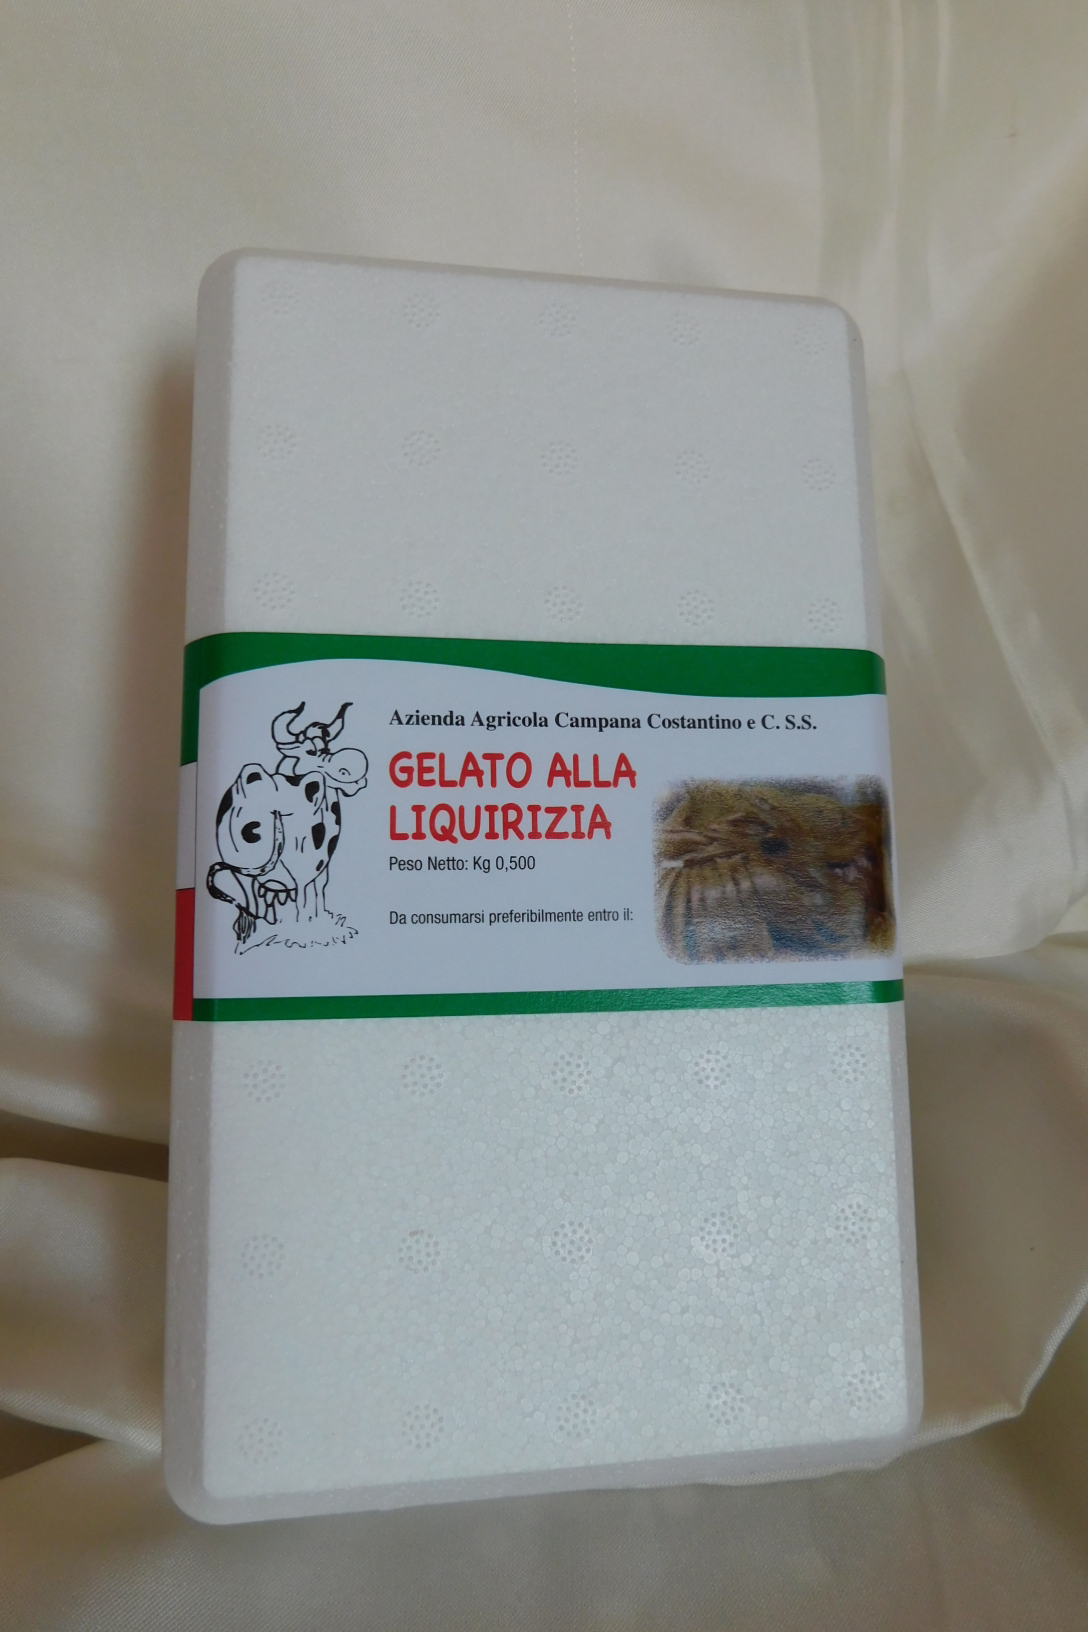 Azienda Agricola Campana Costantino e C. S.S.
GELATO ALLA
LIQUIRIZIA
Peso Netto: Kg 0,500
Da consumarsi preferibilmente entro il: